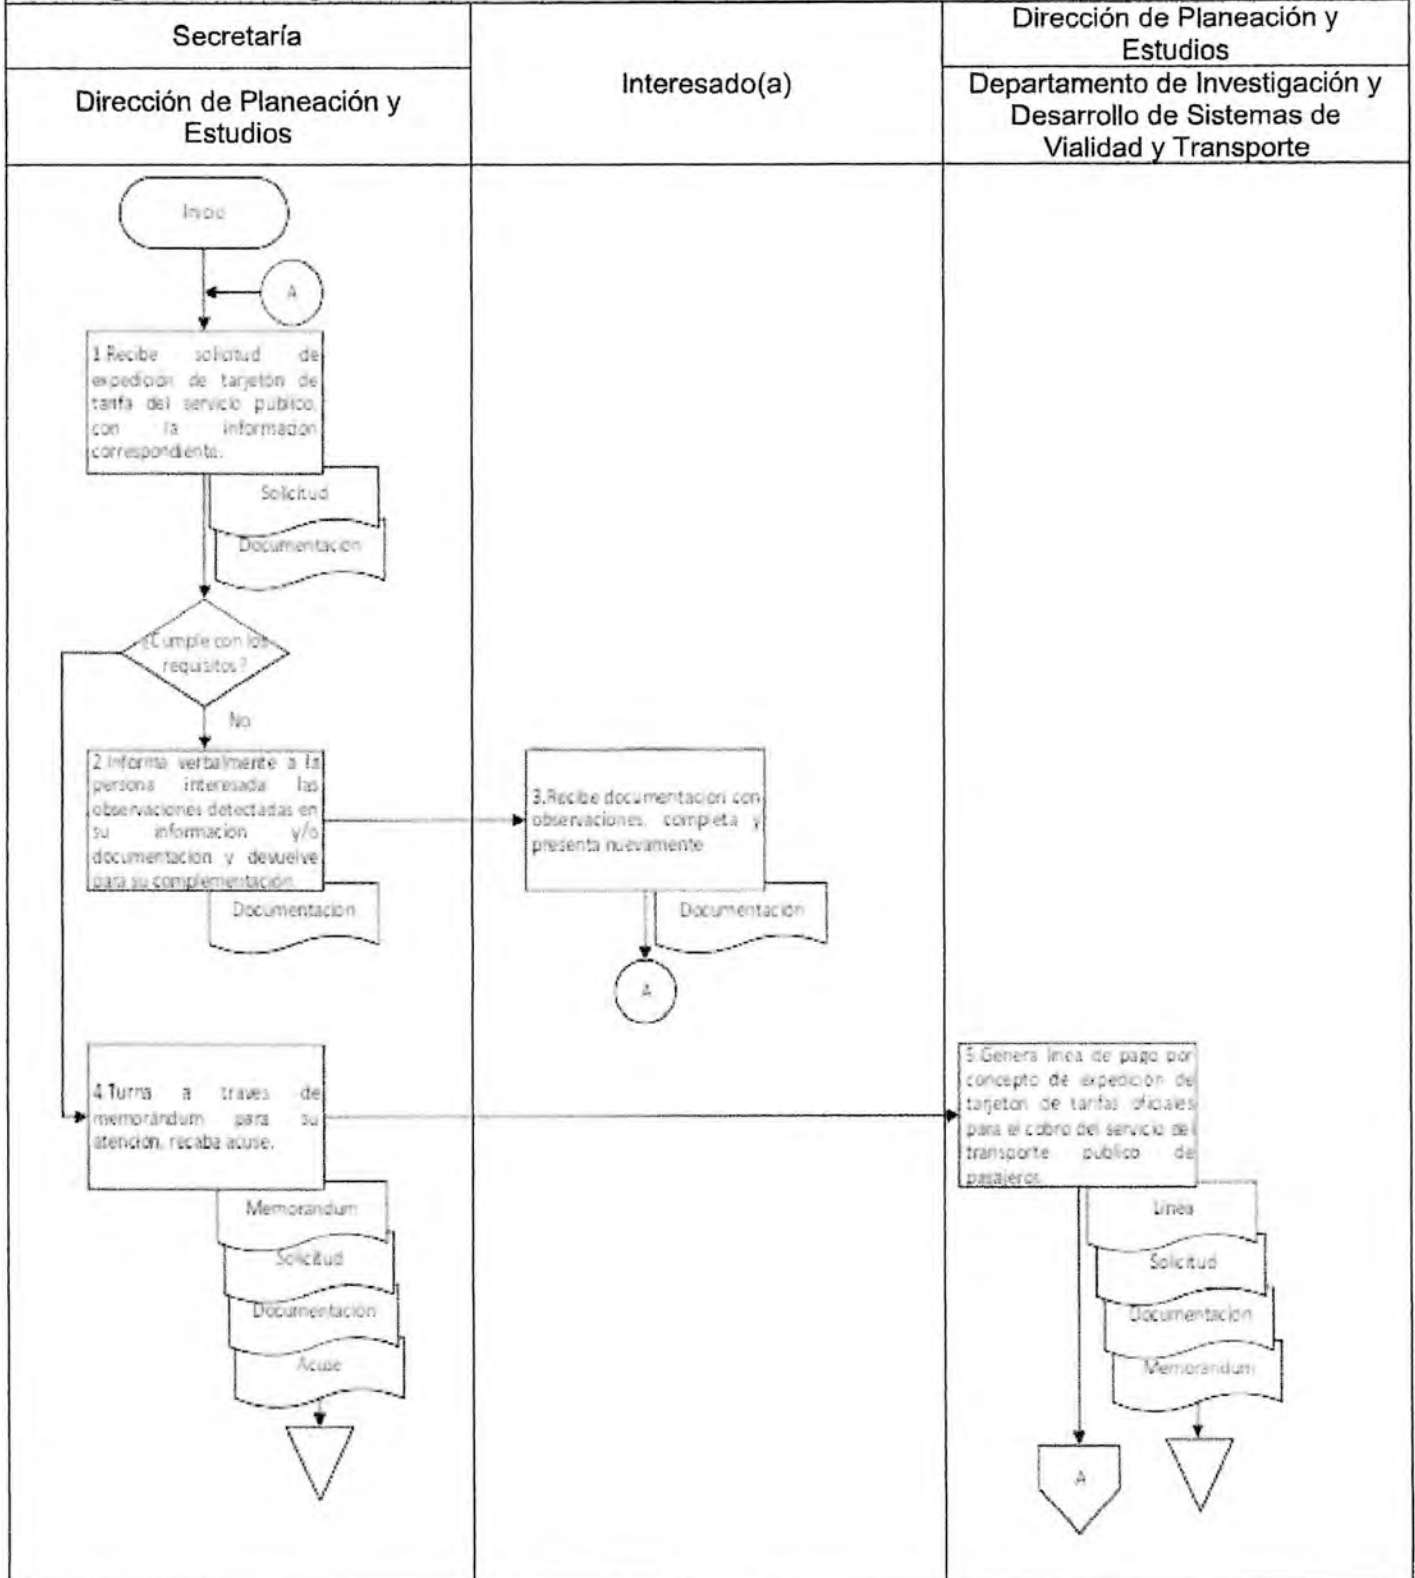 Secretaría
Dirección de Planeación y
Estudios
Interesado(a)
Dirección de Planeación y
Estudios
Departamento de Investigación y
Desarrollo de Sistemas de
Vialidad y Transporte
Inicio
A
1.Recibe solicitud de
expedición de tarjetón de
tarifa del servicio público,
con la información
correspondiente.
Solicitud
Documentación
¿Cumple con los
requisitos?
No
2.Informa verbalmente a la
persona interesada las
observaciones detectadas en
su información y/o
documentación y devuelve
para su complementación.
Documentación
3.Recibe documentación con
observaciones, completa y
presenta nuevamente
Documentación
A
4.Turna a través de
memorándum para su
atención, recaba acuse.
Memorándum
Solicitud
Documentación
Acuse
5.Genera línea de pago por
concepto de expedición de
tarjetón de tarifas oficiales
para el cobro del servicio del
transporte público de
pasajeros.
Línea
Solicitud
Documentación
Memorándum
A